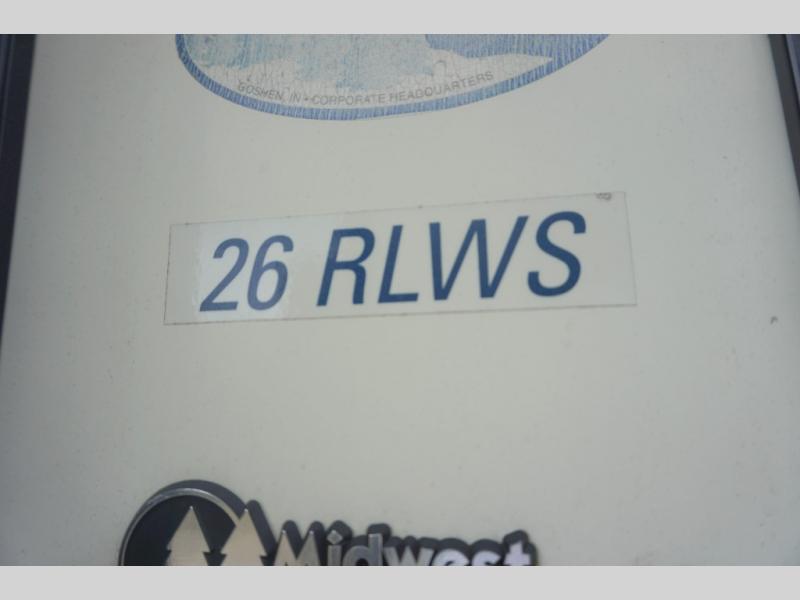 GOSHEN, IN • CORPORATE HEADQUARTERS
26 RLWS
Midwest